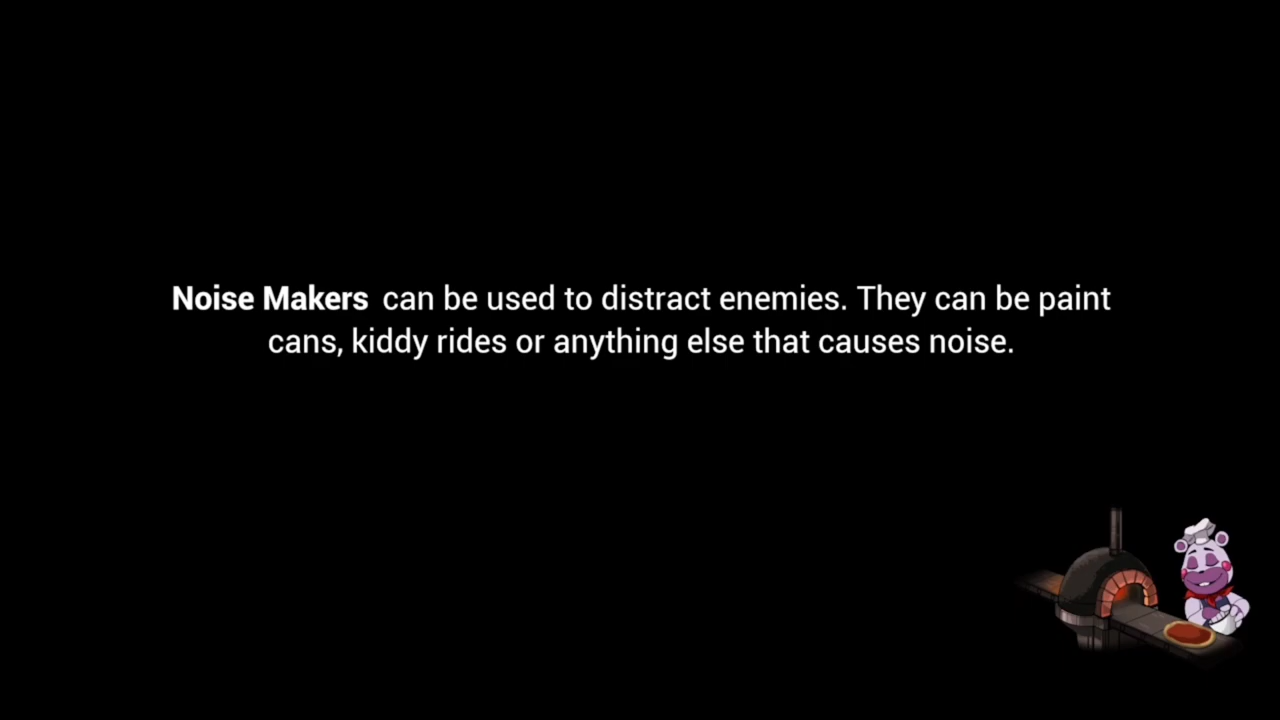 Noise Makers can be used to distract enemies. They can be paint
cans, kiddy rides or anything else that causes noise.